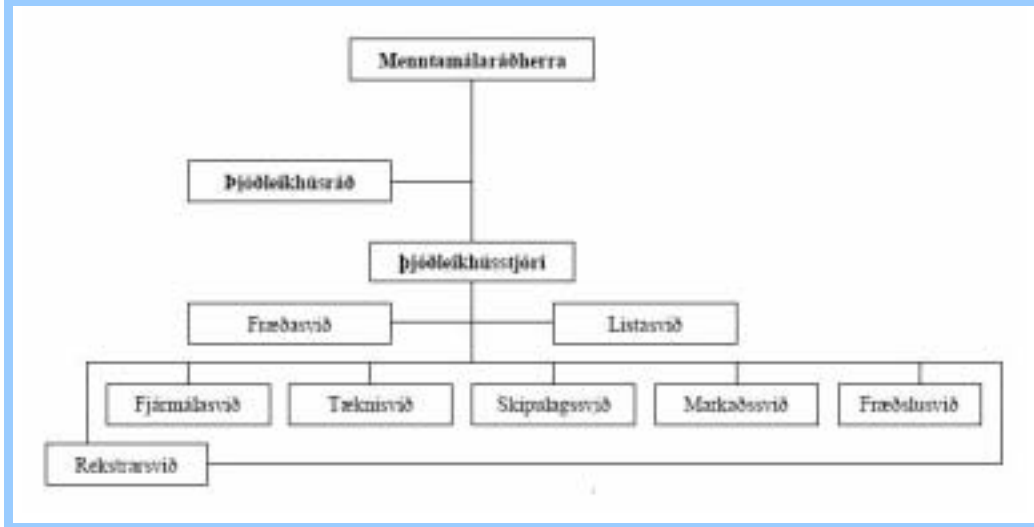 Menntamálaráðherra
Þjóðleikhúsráð
Þjóðleikhússtjóri
Fræðasvið
Listasvið
Fjármálasvið
Tæknisvið
Skipulagssvið
Markaðssvið
Fræðslusvið
Rekstrarsvið